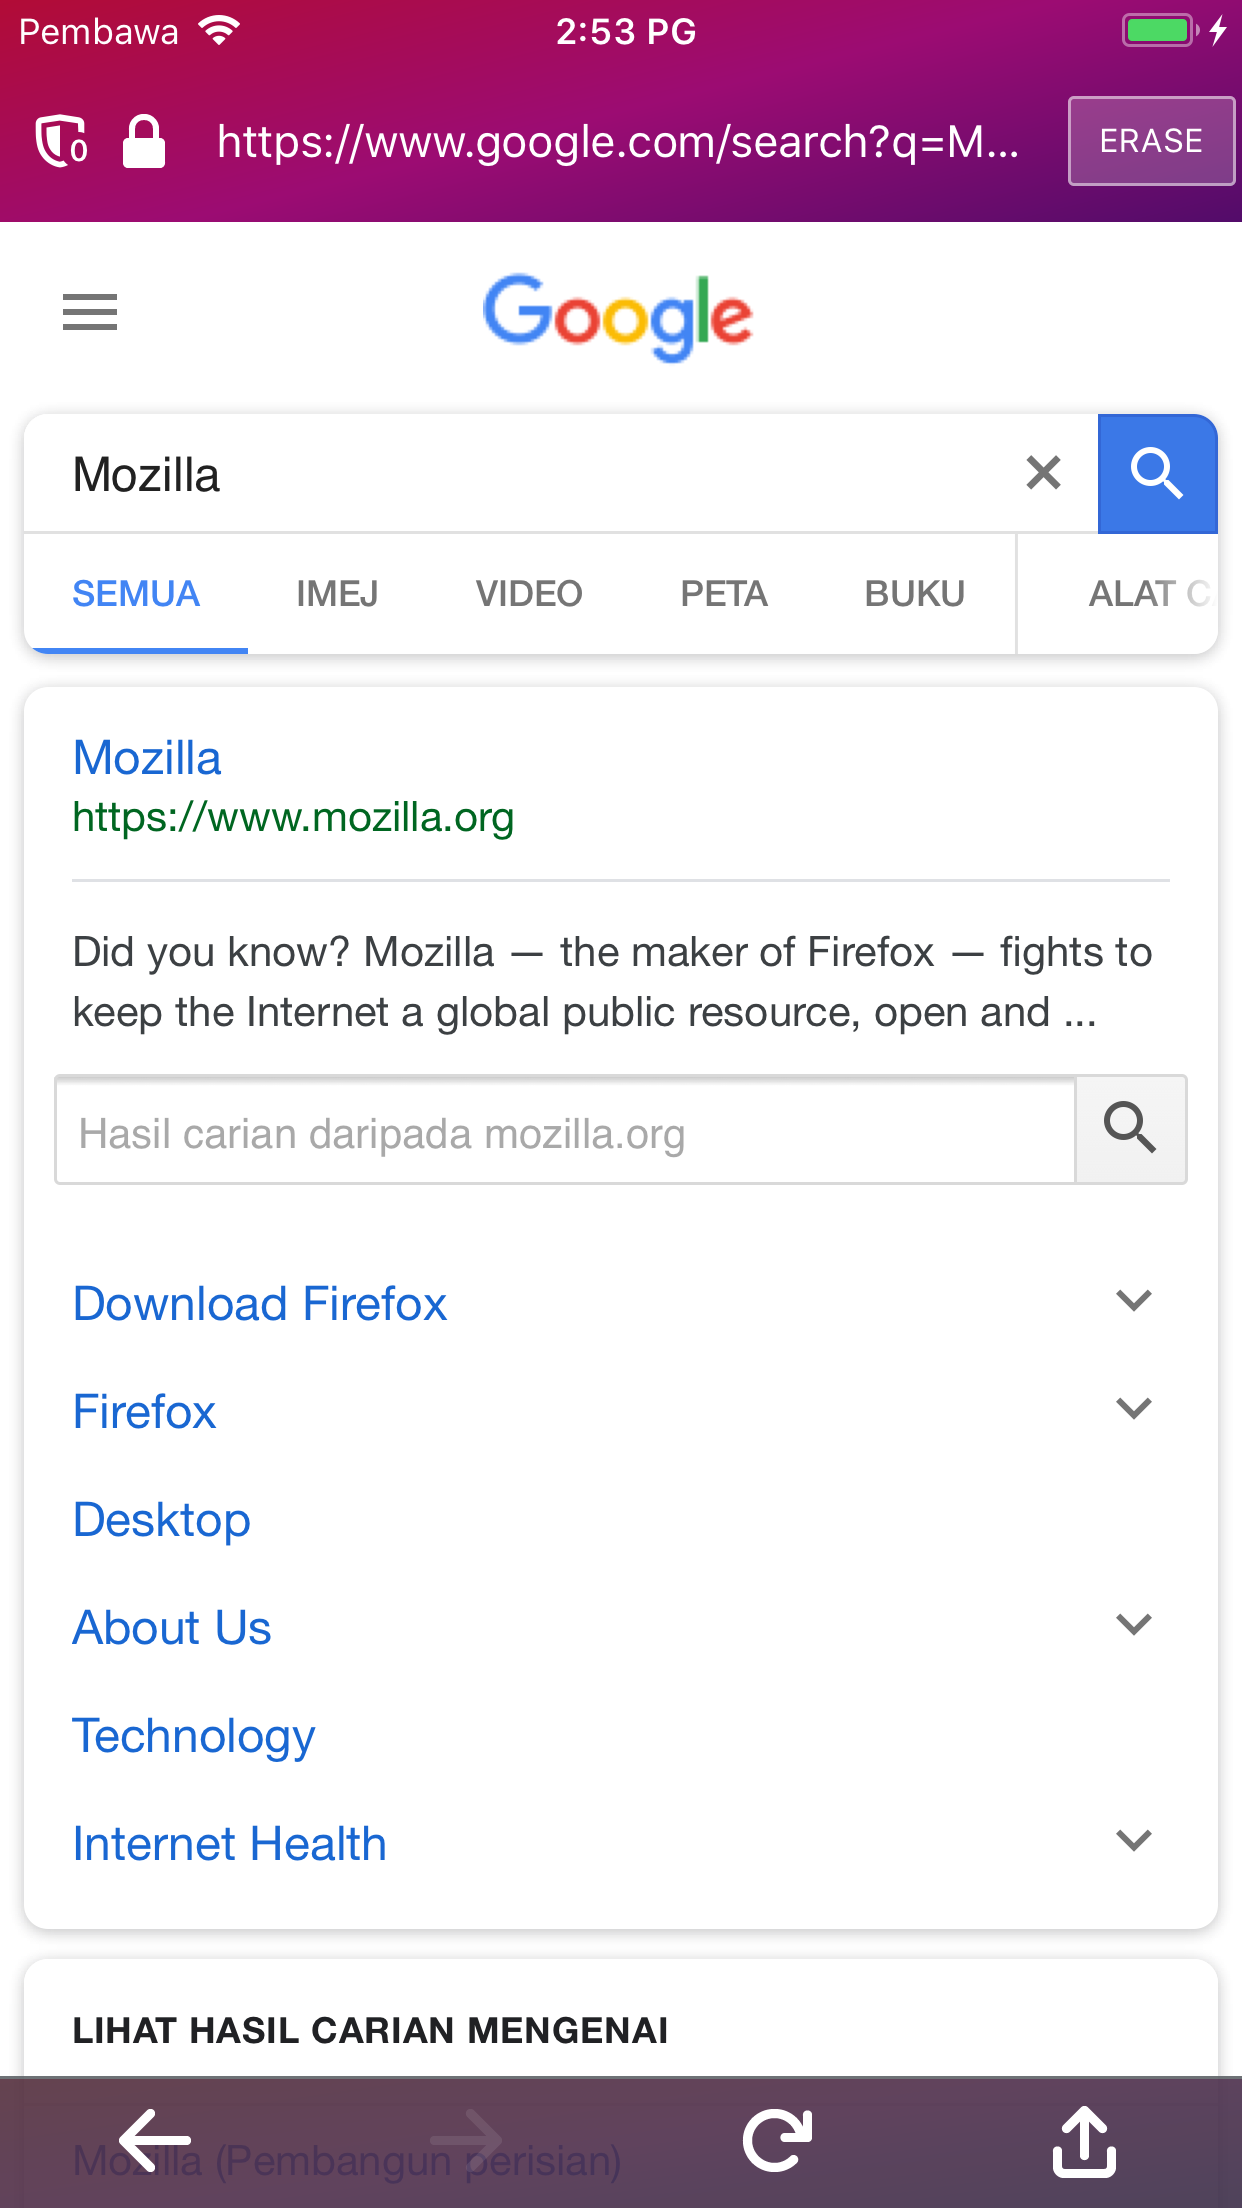 Pembawa 2:53 PG
0 https://www.google.com/search?q=M... ERASE
Google
Mozilla
SEMUA IMEJ VIDEO PETA BUKU ALAT C
Mozilla
https://www.mozilla.org
Did you know? Mozilla — the maker of Firefox — fights to
keep the Internet a global public resource, open and ...
Hasil carian daripada mozilla.org
Download Firefox
Firefox
Desktop
About Us
Technology
Internet Health
LIHAT HASIL CARIAN MENGENAI
Mozilla (Pembangun perisian)